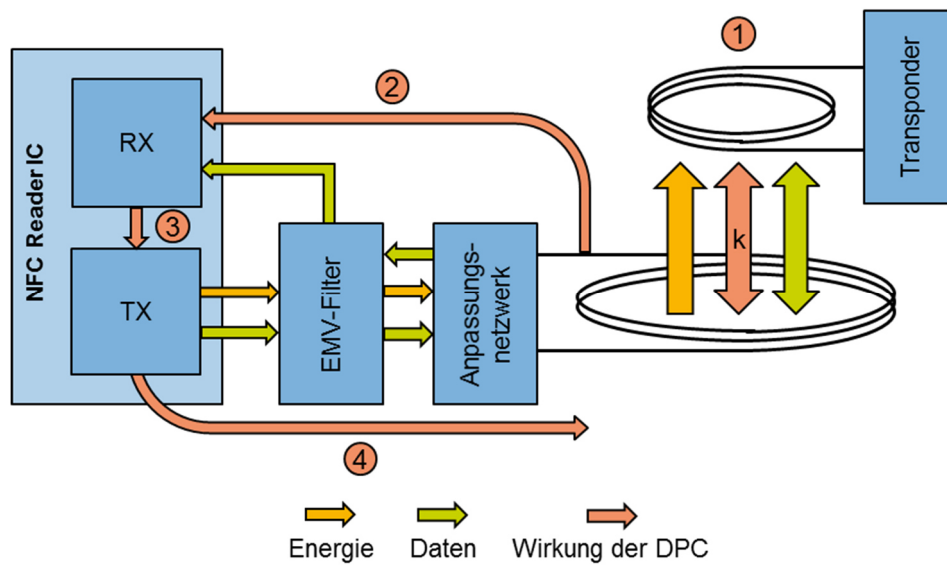 1
Transponder
2
NFC Reader IC
RX
3
k
TX
EMV-Filter
Anpassungs-
netzwerk
4
Energie
Daten
Wirkung der DPC